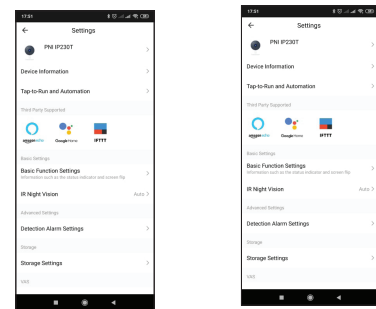 17:51
Settings
PNI IP230T
Device Information
Tap-to-Run and Automation
Third Party Supported
amazon echo Google Home IFTTT
Basic Settings
Basic Function Settings
Information such as the status indicator and screen flip
IR Night Vision Auto
Advanced Settings
Detection Alarm Settings
Storage
Storage Settings
VAS
17:51
Settings
PNI IP230T
Device Information
Tap-to-Run and Automation
Third Party Supported
amazon echo Google Home IFTTT
Basic Settings
Basic Function Settings
Information such as the status indicator and screen flip
IR Night Vision Auto
Advanced Settings
Detection Alarm Settings
Storage
Storage Settings
VAS